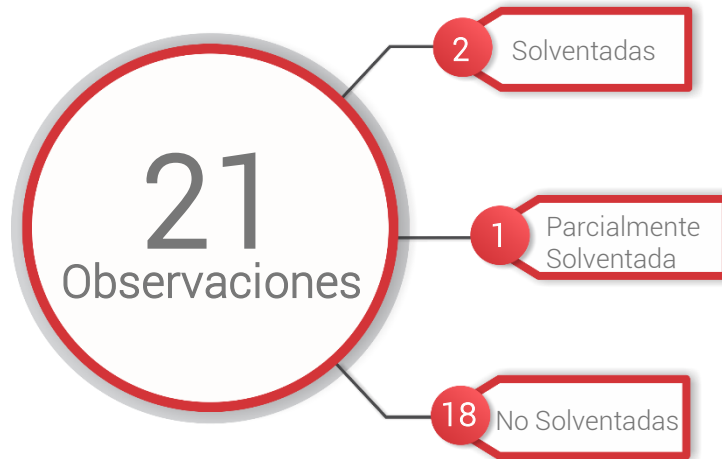 21
Observaciones
2
Solventadas
1
Parcialmente
Solventada
18
No Solventadas